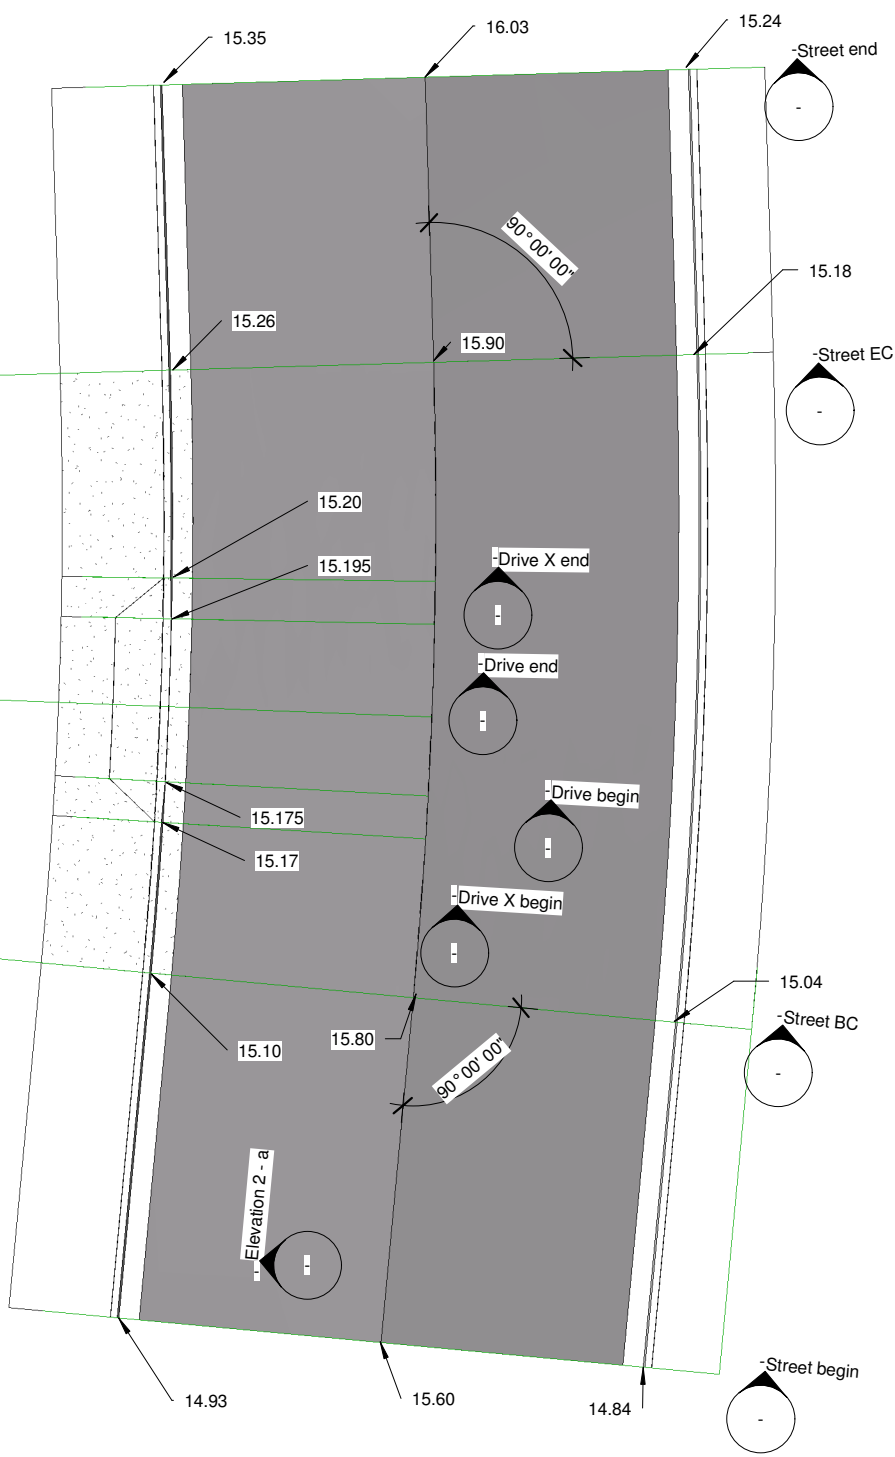 15.35
16.03
15.24
-Street end
90° 00' 00"
15.18
15.26
15.90
-Street EC
15.20
-Drive X end
15.195
-Drive end
-Drive begin
15.175
15.17
-Drive X begin
15.04
-Street BC
15.80
15.10
90° 00' 00"
-Elevation 2 - a
-Street begin
14.93
15.60
14.84